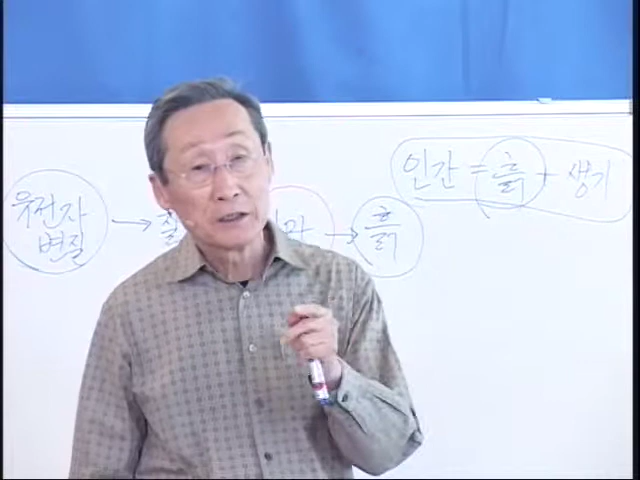 인간 = 흙 + 생기
유전자
변질
→
→ 흙